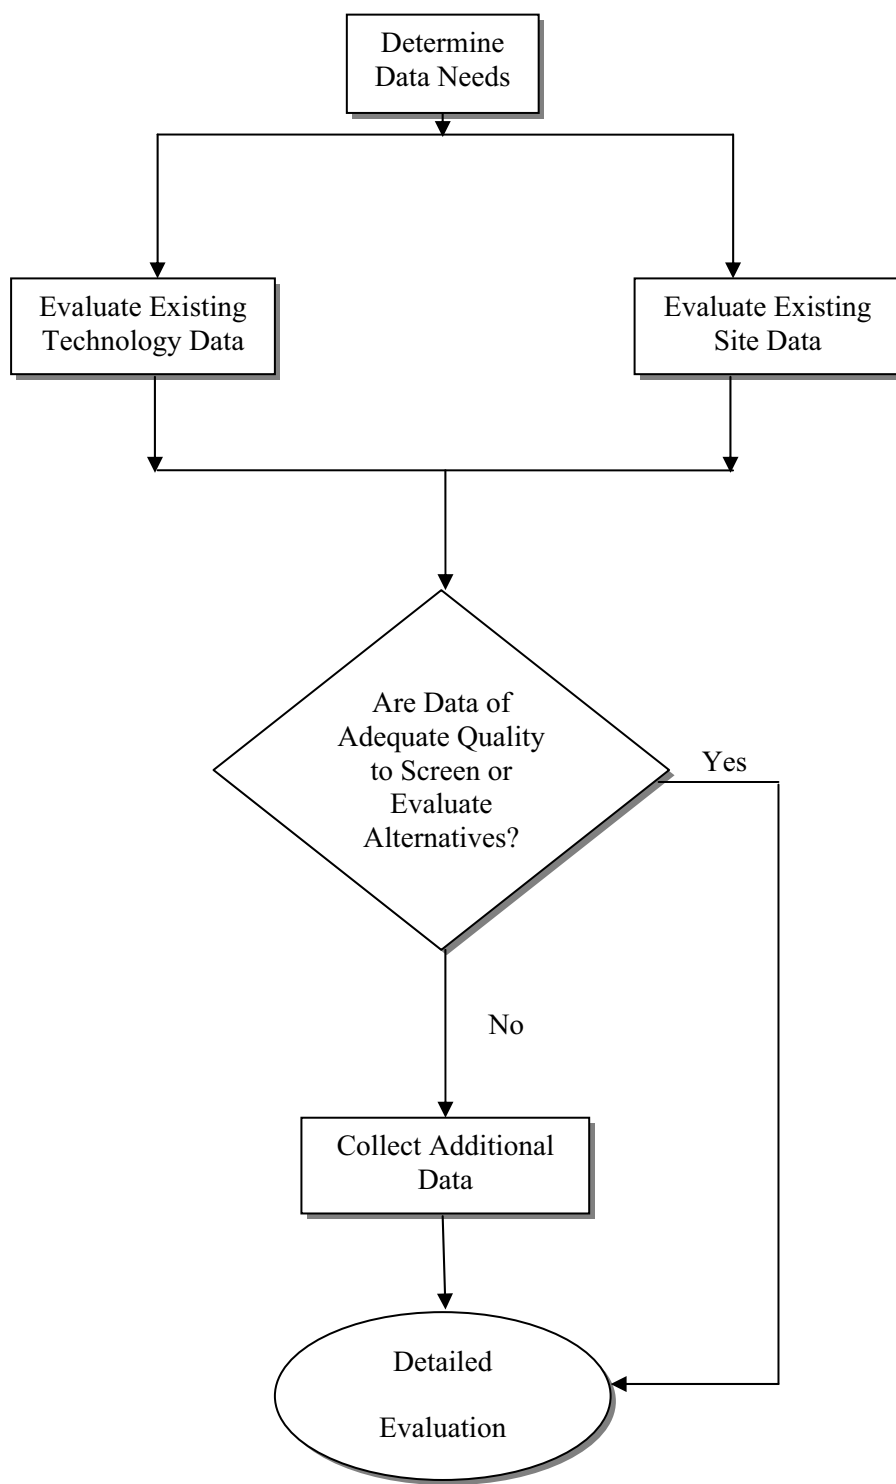 Determine
Data Needs
Evaluate Existing
Technology Data
Evaluate Existing
Site Data
Are Data of
Adequate Quality
to Screen or
Evaluate
Alternatives?
Yes
No
Collect Additional
Data
Detailed
Evaluation